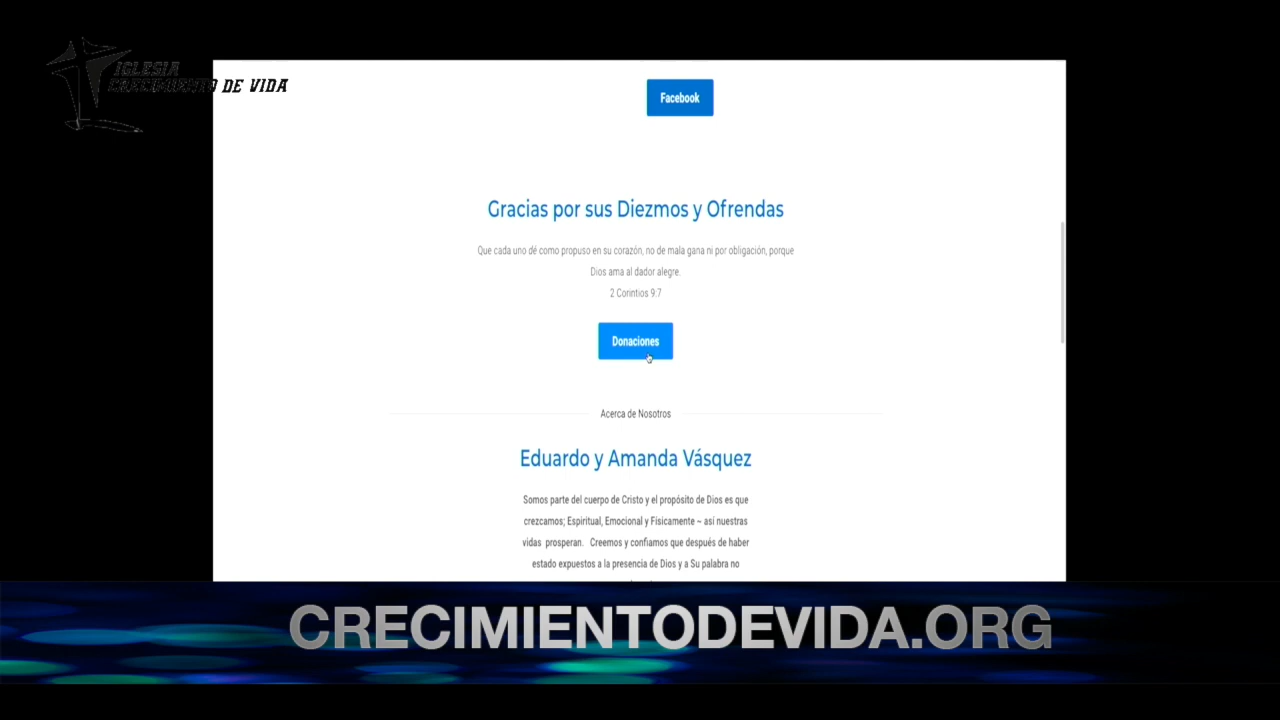 IGLESIA
CRECIMIENTO DE VIDA
Facebook
Gracias por sus Diezmos y Ofrendas
Que cada uno dé como propuso en su corazón, no de mala gana ni por obligación, porque
Dios ama al dador alegre.
2 Corintios 9:7
Donaciones
Acerca de Nosotros
Eduardo y Amanda Vásquez
Somos parte del cuerpo de Cristo y el propósito de Dios es que
crezcamos; Espiritual, Emocional y Físicamente ~ así nuestras
vidas prosperan. Creemos y confiamos que después de haber
estado expuestos a la presencia de Dios y a Su palabra no
CRECIMIENTODEVIDA.ORG